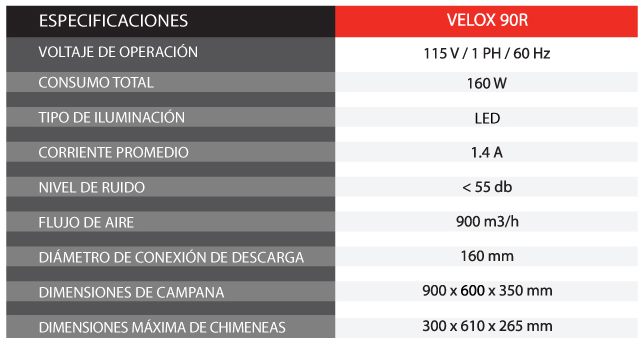 ESPECIFICACIONES VELOX 90R
VOLTAJE DE OPERACIÓN 115 V / 1 PH / 60 Hz
CONSUMO TOTAL 160 W
TIPO DE ILUMINACIÓN LED
CORRIENTE PROMEDIO 1.4 A
NIVEL DE RUIDO < 55 db
FLUJO DE AIRE 900 m3/h
DIÁMETRO DE CONEXIÓN DE DESCARGA 160 mm
DIMENSIONES DE CAMPANA 900 x 600 x 350 mm
DIMENSIONES MÁXIMA DE CHIMENEAS 300 x 610 x 265 mm